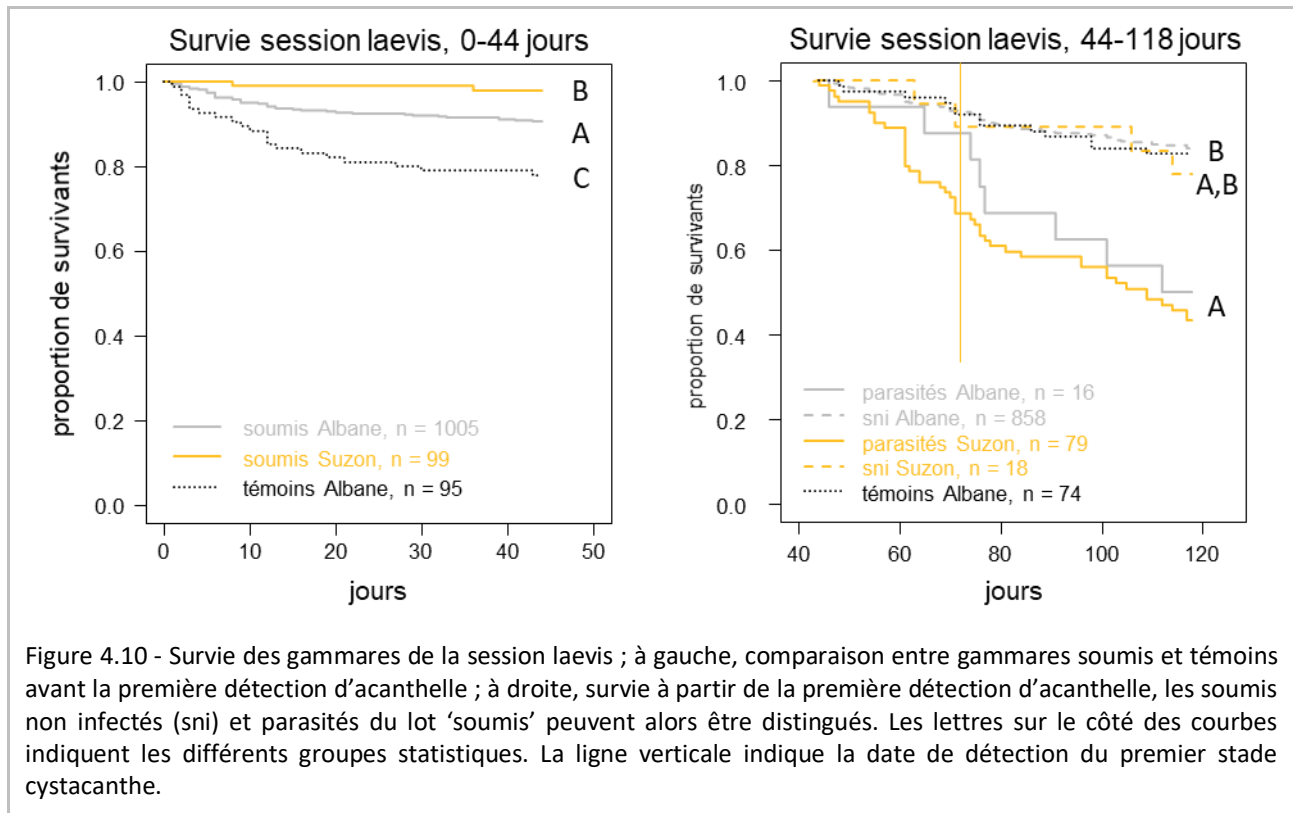 Survie session laevis, 0-44 jours
proportion de survivants
1.0
0.8
0.6
0.4
0.2
0.0
B
A
C
soumis Albane, n = 1005
soumis Suzon, n = 99
témoins Albane, n = 95
0 10 20 30 40 50
jours
Survie session laevis, 44-118 jours
proportion de survivants
1.0
0.8
0.6
0.4
0.2
0.0
B
A,B
A
parasités Albane, n = 16
sni Albane, n = 858
parasités Suzon, n = 79
sni Suzon, n = 18
témoins Albane, n = 74
40 60 80 100 120
jours
Figure 4.10 - Survie des gammares de la session laevis ; à gauche, comparaison entre gammares soumis et témoins
avant la première détection d’acanthelle ; à droite, survie à partir de la première détection d’acanthelle, les soumis
non infectés (sni) et parasités du lot ‘soumis’ peuvent alors être distingués. Les lettres sur le côté des courbes
indiquent les différents groupes statistiques. La ligne verticale indique la date de détection du premier stade
cystacanthe.